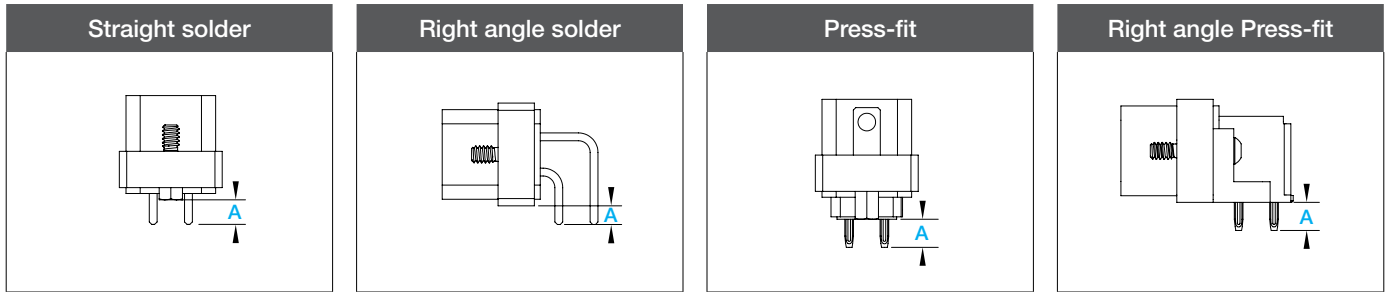 Straight solder
Right angle solder
Press-fit
Right angle Press-fit
A
A
A
A